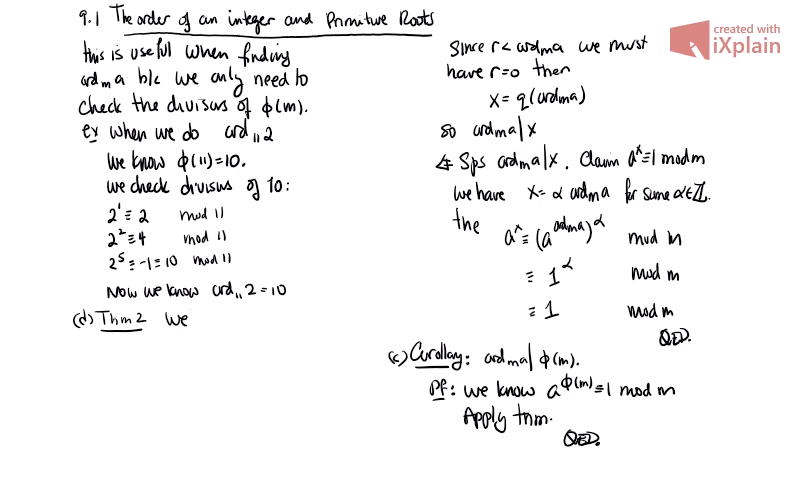 9.1 The order of an integer and Primitive Roots
this is useful when finding
ord_m a b/c we only need to
check the divisors of ϕ(m).
ex when we do ord_11 2
We know ϕ(11)=10.
we check divisors of 10:
2^1 ≡ 2 mod 11
2^2 ≡ 4 mod 11
2^5 ≡ -1 ≡ 10 mod 11
Now we know ord_11 2 = 10
(d) Thm 2 We
Since r < ord_m a we must
have r=0 then
x = q(ord_m a)
so ord_m a | x
⇐ Sps ord_m a | x. Claim a^x ≡ 1 mod m
we have x = α ord_m a for some α∈ℤ.
the
a^x ≡ (a^{ord_m a})^α mod m
≡ 1^α mod m
≡ 1 mod m
QED.
(c) Corollary: ord_m a | ϕ(m).
Pf: we know a^{ϕ(m)} ≡ 1 mod m
Apply thm.
QED.
created with
iXplain